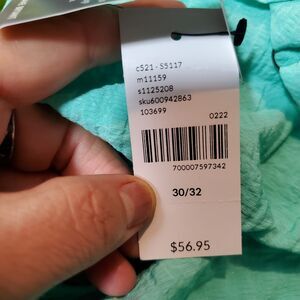 c521 - S5117
m11159
s1125208
sku600942863
103699 0222
700007597342
30/32
$56.95